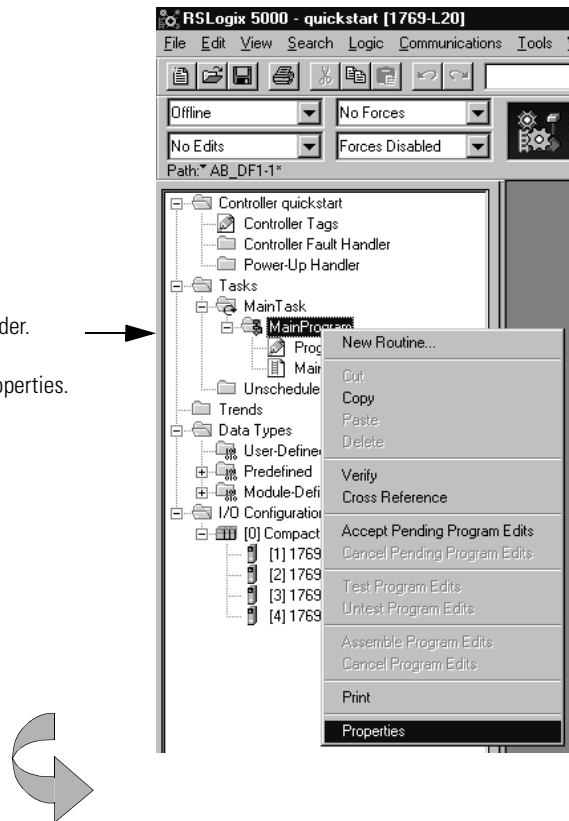 RSLogix 5000 - quickstart [1769-L20]
File Edit View Search Logic Communications Tools
Offline No Forces
No Edits Forces Disabled
Path: AB_DF1-1*
Controller quickstart
Controller Tags
Controller Fault Handler
Power-Up Handler
Tasks
MainTask
der.
MainProgram
Prog
operties.
Main
Unschedule
Trends
Data Types
User-Define
Predefined
Module-Defi
I/O Configuration
[0] Compact
[1] 1769
[2] 1769
[3] 1769
[4] 1769
New Routine...
Cut
Copy
Paste
Delete
Verify
Cross Reference
Accept Pending Program Edits
Cancel Pending Program Edits
Test Program Edits
Untest Program Edits
Assemble Program Edits
Cancel Program Edits
Print
Properties